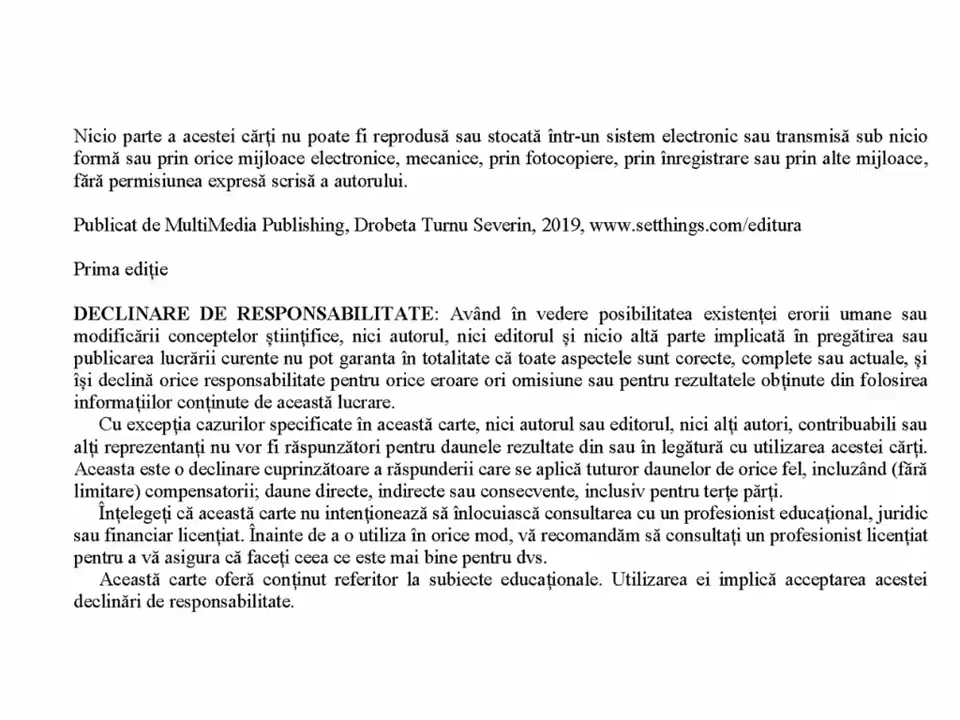 Nicio parte a acestei cărți nu poate fi reprodusă sau stocată într-un sistem electronic sau transmisă sub nicio
formă sau prin orice mijloace electronice, mecanice, prin fotocopiere, prin înregistrare sau prin alte mijloace,
fără permisiunea expresă scrisă a autorului.
Publicat de MultiMedia Publishing, Drobeta Turnu Severin, 2019, www.setthings.com/editura
Prima ediție
DECLINARE DE RESPONSABILITATE: Având în vedere posibilitatea existenței erorii umane sau
modificării conceptelor științifice, nici autorul, nici editorul și nicio altă parte implicată în pregătirea sau
publicarea lucrării curente nu pot garanta în totalitate că toate aspectele sunt corecte, complete sau actuale, și
își declină orice responsabilitate pentru orice eroare ori omisiune sau pentru rezultatele obținute din folosirea
informațiilor conținute de această lucrare.
Cu excepția cazurilor specificate în această carte, nici autorul sau editorul, nici alți autori, contribuabili sau
alți reprezentanți nu vor fi răspunzători pentru daunele rezultate din sau în legătură cu utilizarea acestei cărți.
Aceasta este o declinare cuprinzătoare a răspunderii care se aplică tuturor daunelor de orice fel, incluzând (fără
limitare) compensatorii; daune directe, indirecte sau consecvente, inclusiv pentru terțe părți.
Înțelegeți că această carte nu intenționează să înlocuiască consultarea cu un profesionist educațional, juridic
sau financiar licențiat. Înainte de a o utiliza în orice mod, vă recomandăm să consultați un profesionist licențiat
pentru a vă asigura că faceți ceea ce este mai bine pentru dvs.
Această carte oferă conținut referitor la subiecte educaționale. Utilizarea ei implică acceptarea acestei
declinări de responsabilitate.